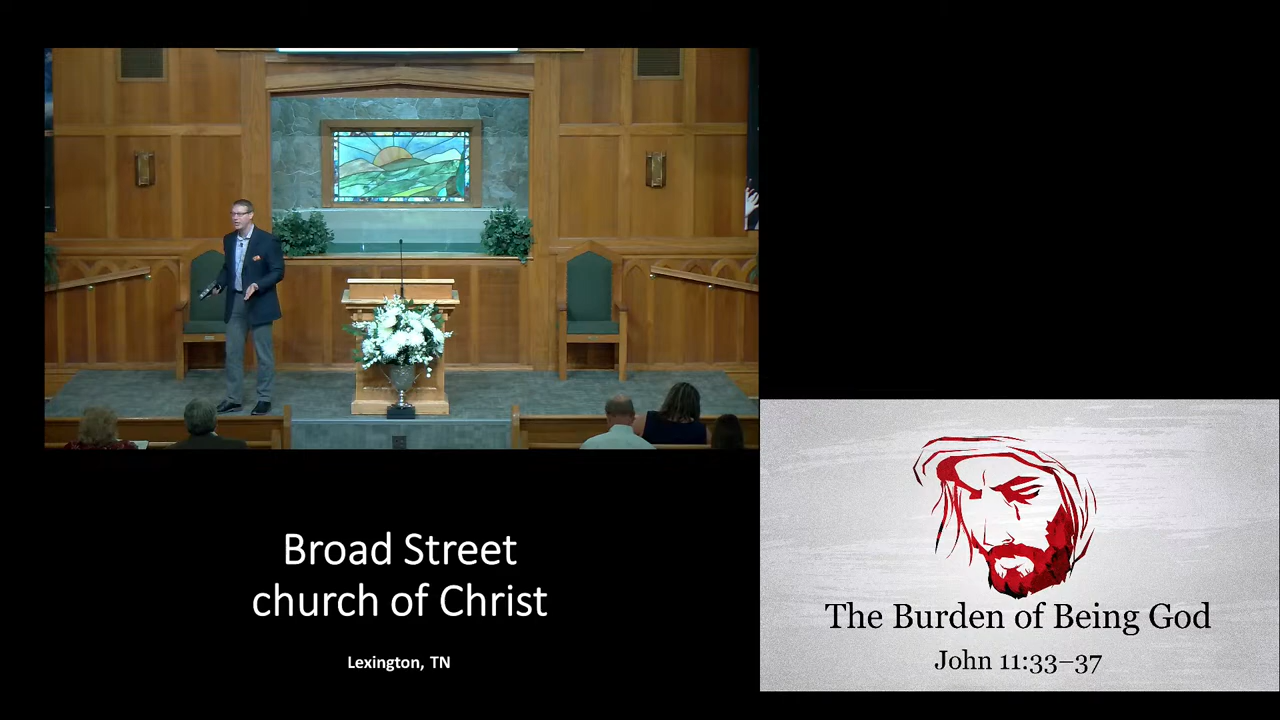 Broad Street
church of Christ
Lexington, TN
The Burden of Being God
John 11:33–37